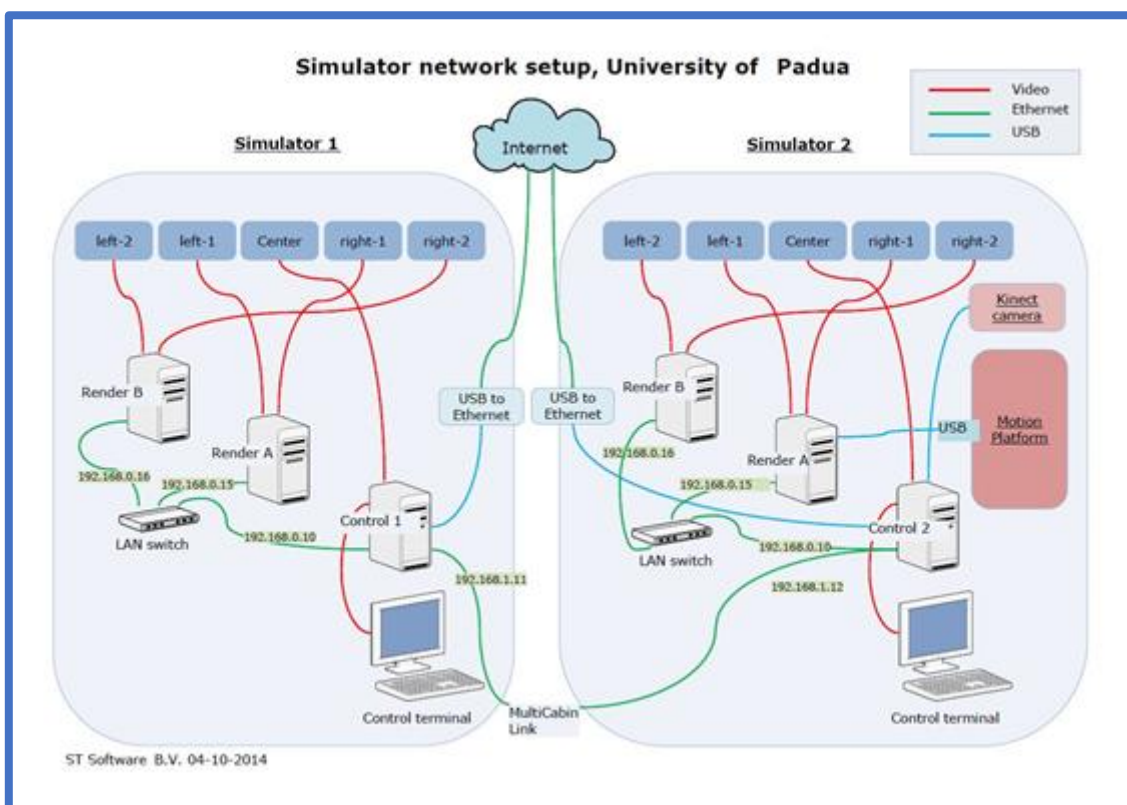 Simulator network setup, University of Padua
Video
Ethernet
USB
Internet
Simulator 1
left-2
left-1
Center
right-1
right-2
Render B
Render A
192.168.0.16
192.168.0.15
LAN switch
192.168.0.10
Control 1
192.168.1.11
Control terminal
USB to
Ethernet
USB to
Ethernet
Simulator 2
left-2
left-1
Center
right-1
right-2
Kinect
camera
Motion
Platform
USB
Render B
Render A
192.168.0.16
192.168.0.15
LAN switch
192.168.0.10
Control 2
192.168.1.12
Control terminal
MultiCabin
Link
ST Software B.V. 04-10-2014